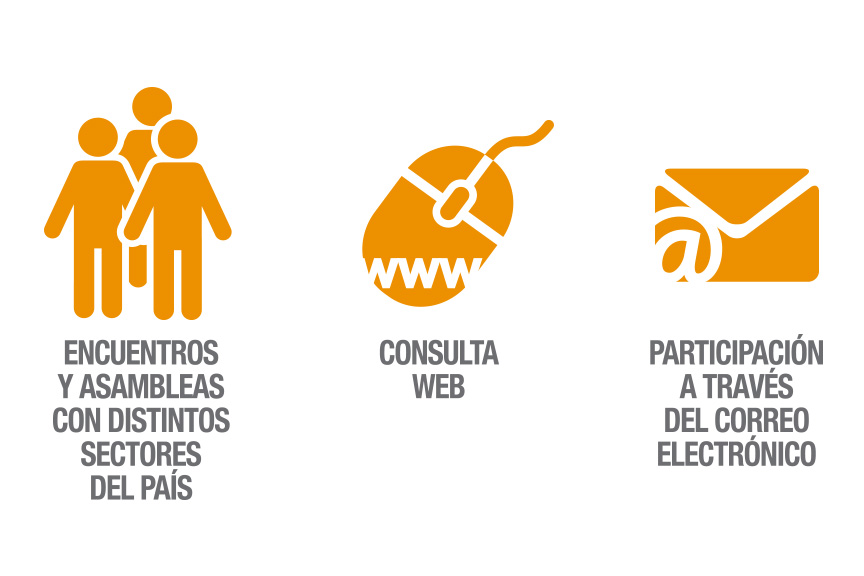 www
@
ENCUENTROS
Y ASAMBLEAS
CON DISTINTOS
SECTORES
DEL PAÍS
CONSULTA
WEB
PARTICIPACIÓN
A TRAVÉS
DEL CORREO
ELECTRÓNICO